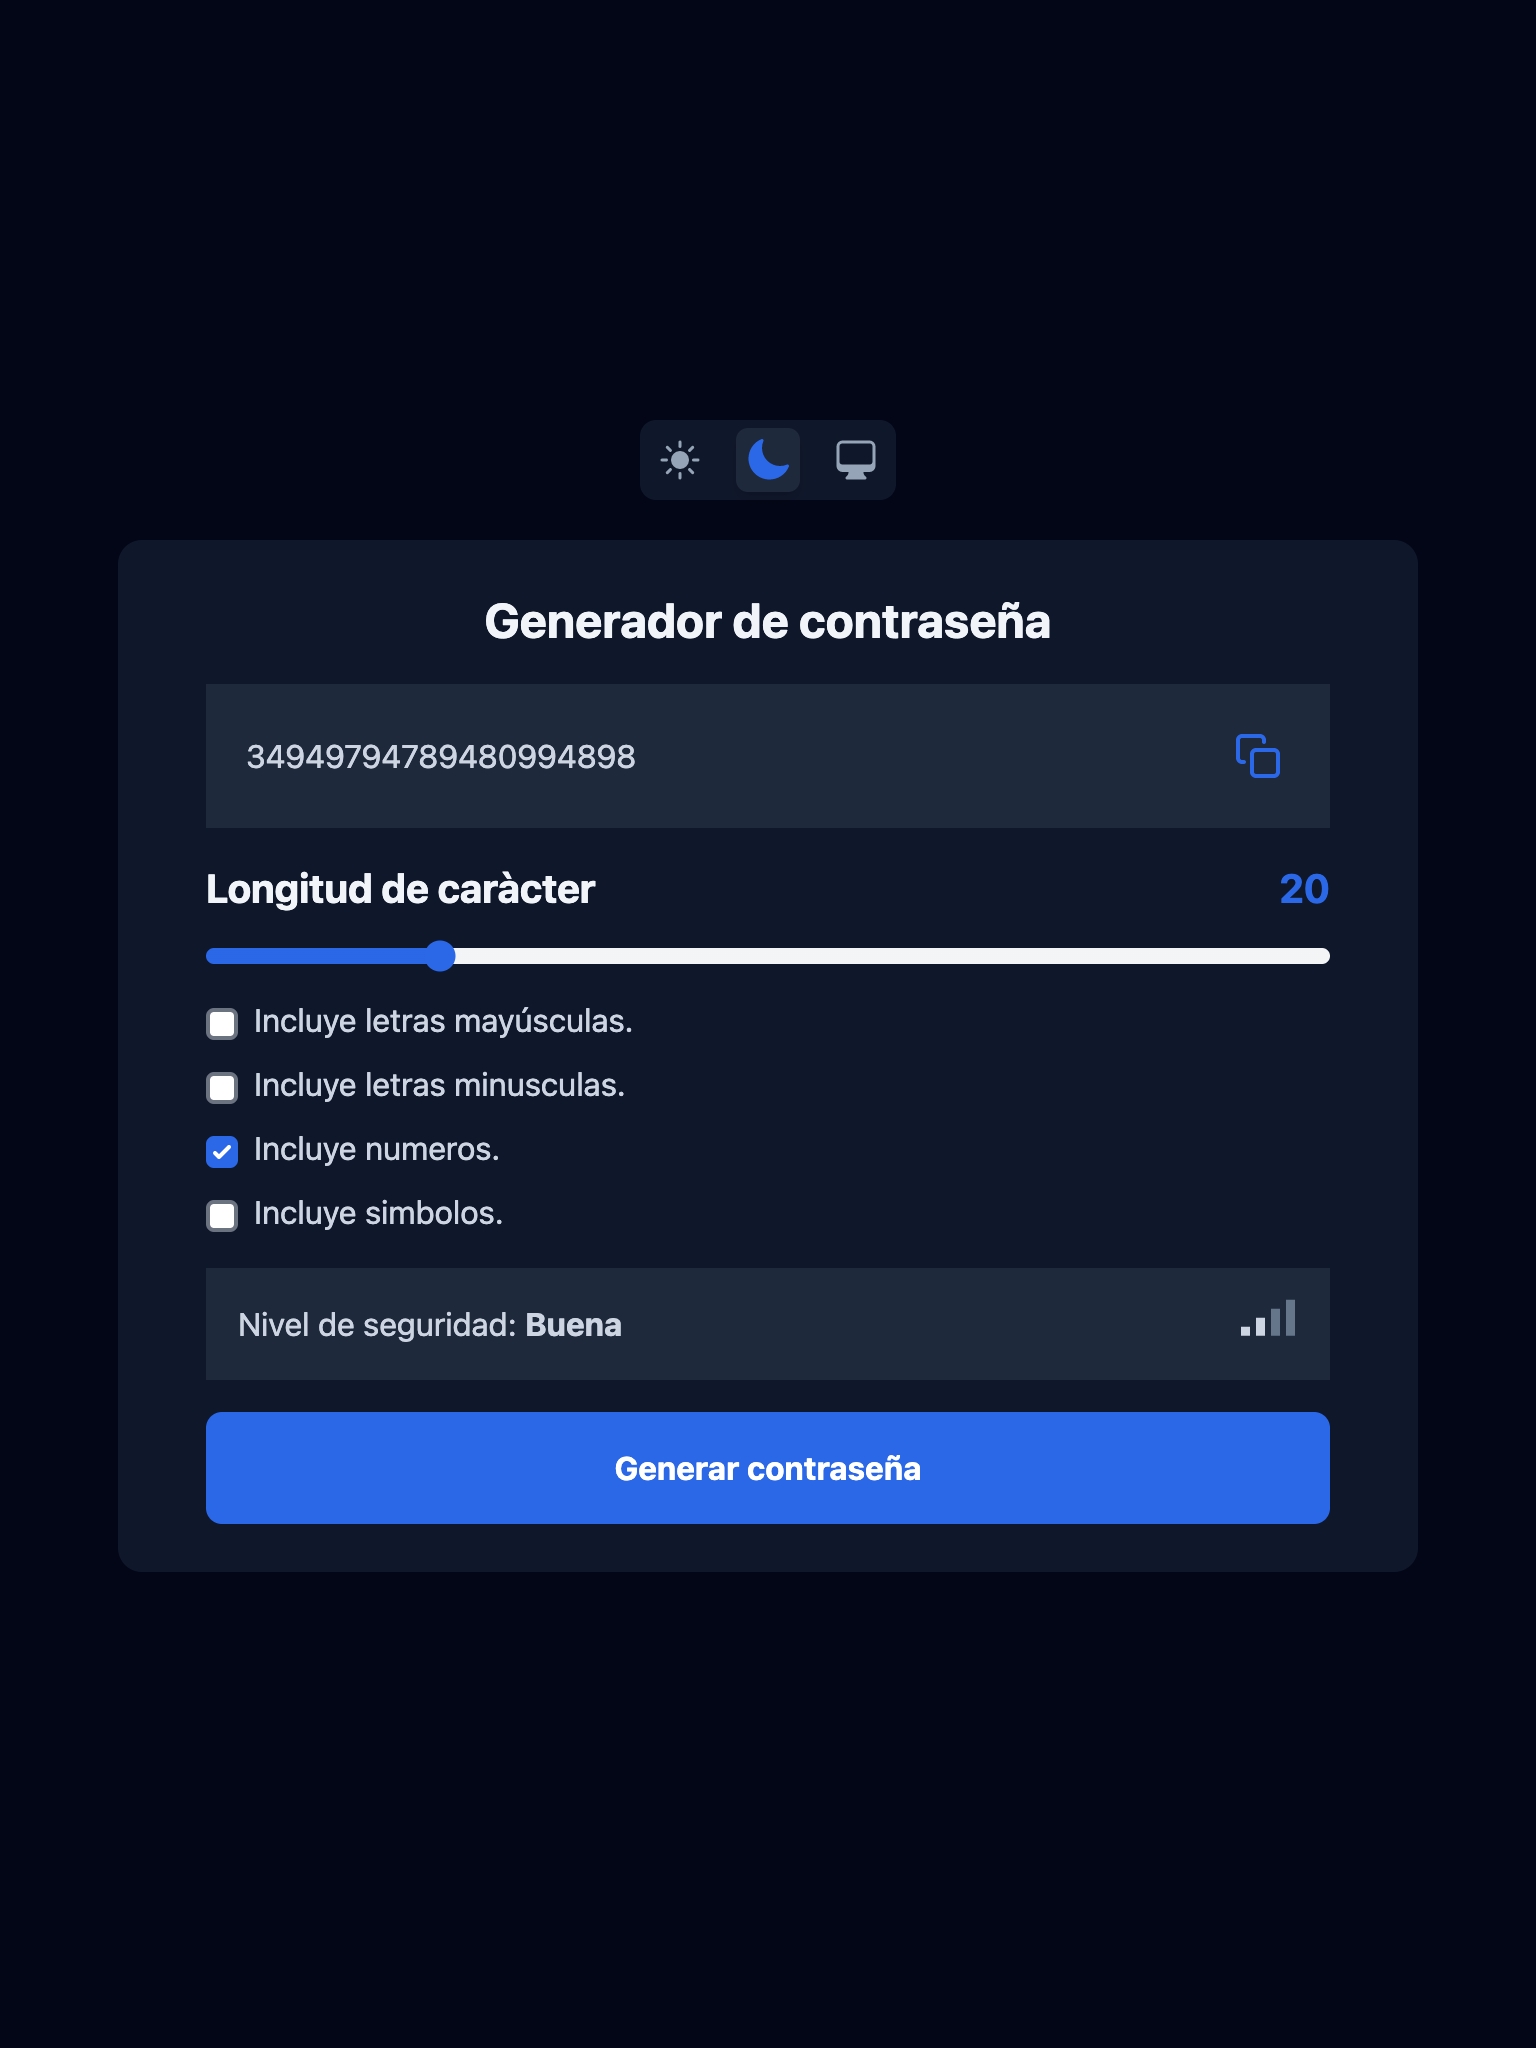 Generador de contraseña
34949794789480994898
Longitud de caràcter 20
Incluye letras mayúsculas.
Incluye letras minusculas.
Incluye numeros.
Incluye simbolos.
Nivel de seguridad: Buena
Generar contraseña